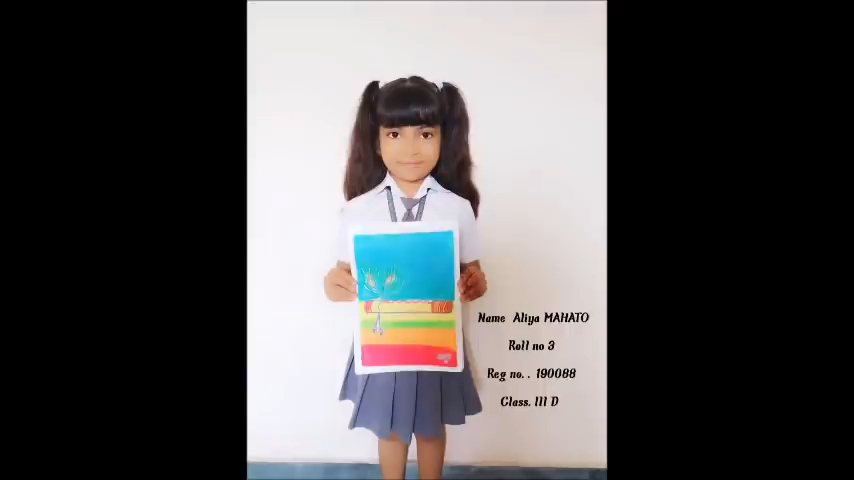 Name Aliya MAHATO
Roll no 3
Reg no. . 190088
Class. III D